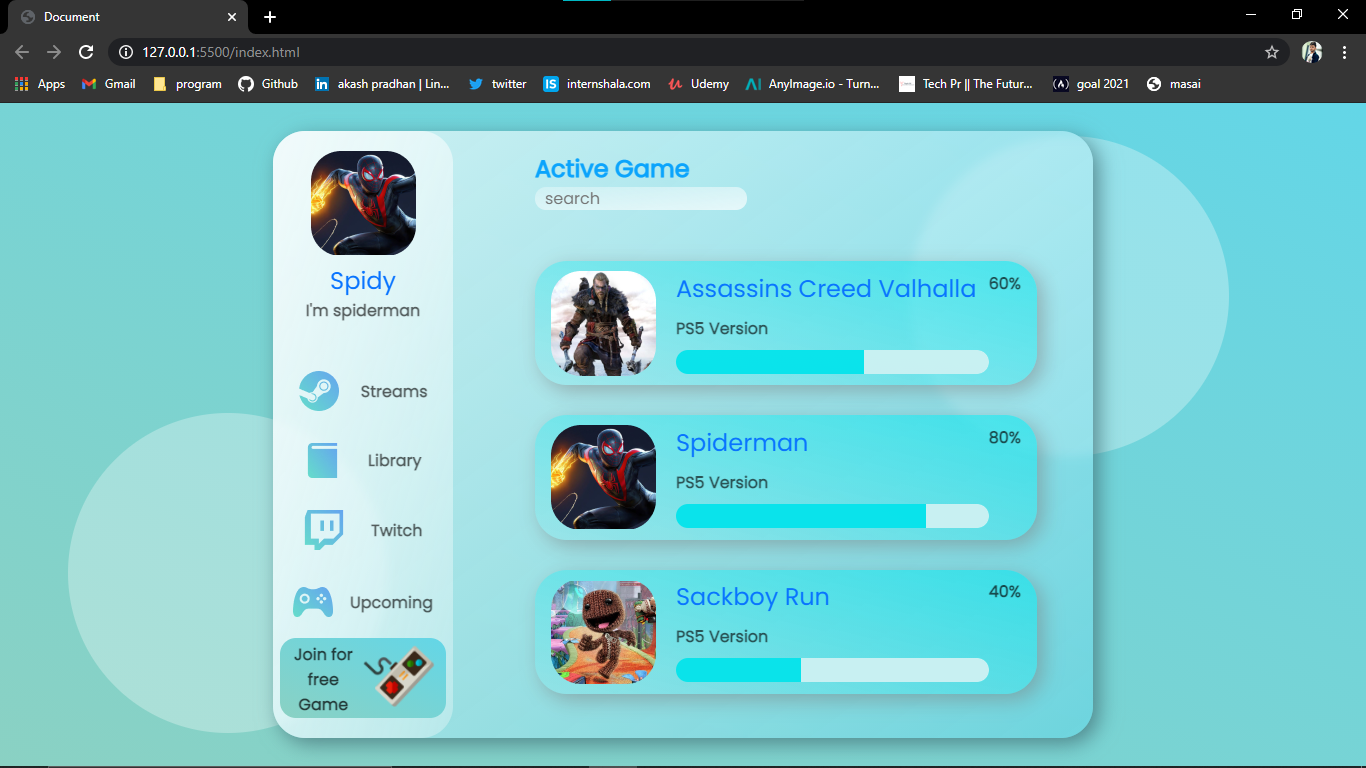 Document
127.0.0.1:5500/index.html
Apps
Gmail
program
Github
akash pradhan | Lin...
twitter
IS
internshala.com
Udemy
AnyImage.io - Turn...
Tech Pr || The Futur...
goal 2021
masai
Spidy
I'm spiderman
Streams
Library
Twitch
Upcoming
Join for
free
Game
Active Game
search
Assassins Creed Valhalla
60%
PS5 Version
Spiderman
80%
PS5 Version
Sackboy Run
40%
PS5 Version